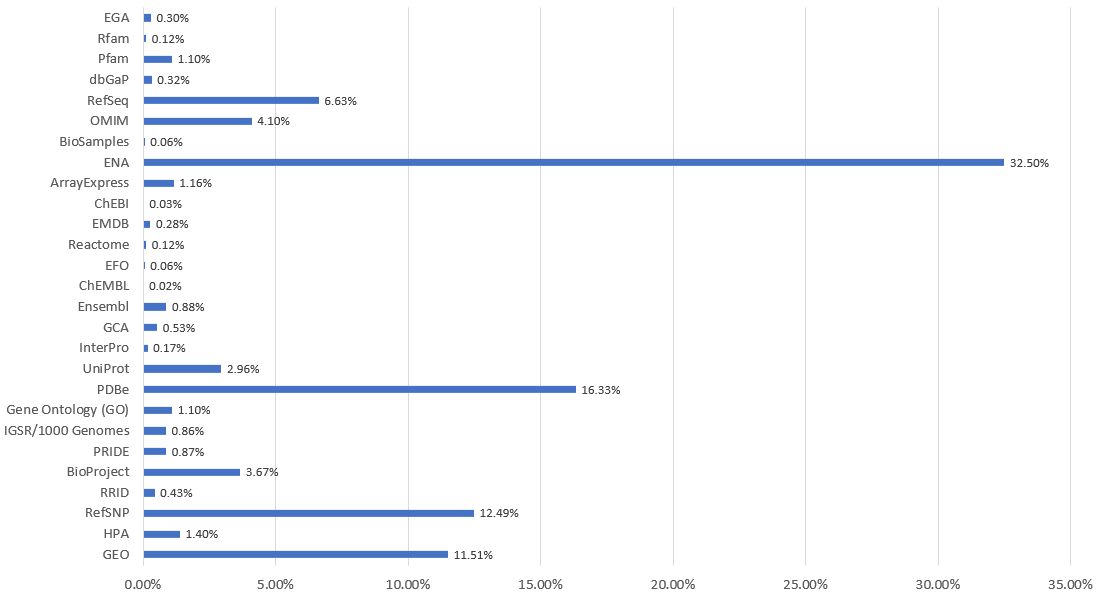 EGA 0.30%
Rfam 0.12%
Pfam 1.10%
dbGaP 0.32%
RefSeq 6.63%
OMIM 4.10%
BioSamples 0.06%
ENA 32.50%
ArrayExpress 1.16%
ChEBI 0.03%
EMDB 0.28%
Reactome 0.12%
EFO 0.06%
ChEMBL 0.02%
Ensembl 0.88%
GCA 0.53%
InterPro 0.17%
UniProt 2.96%
PDBe 16.33%
Gene Ontology (GO) 1.10%
IGSR/1000 Genomes 0.86%
PRIDE 0.87%
BioProject 3.67%
RRID 0.43%
RefSNP 12.49%
HPA 1.40%
GEO 11.51%
0.00% 5.00% 10.00% 15.00% 20.00% 25.00% 30.00% 35.00%